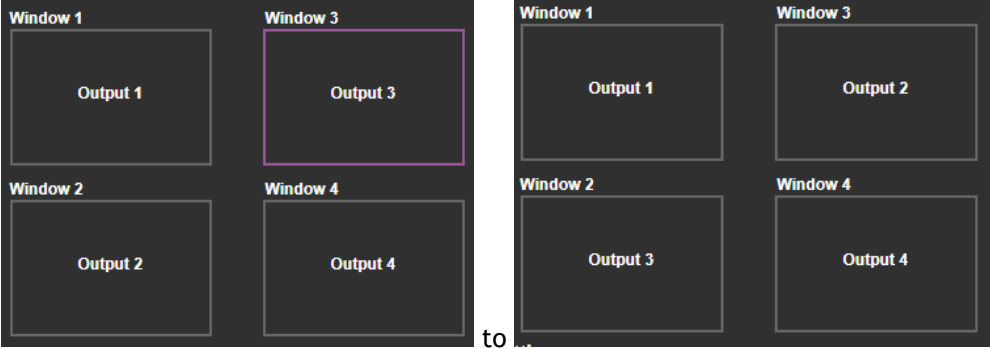 Window 1 Window 3
Output 1 Output 3
Window 2 Window 4
Output 2 Output 4
to
Window 1 Window 3
Output 1 Output 2
Window 2 Window 4
Output 3 Output 4